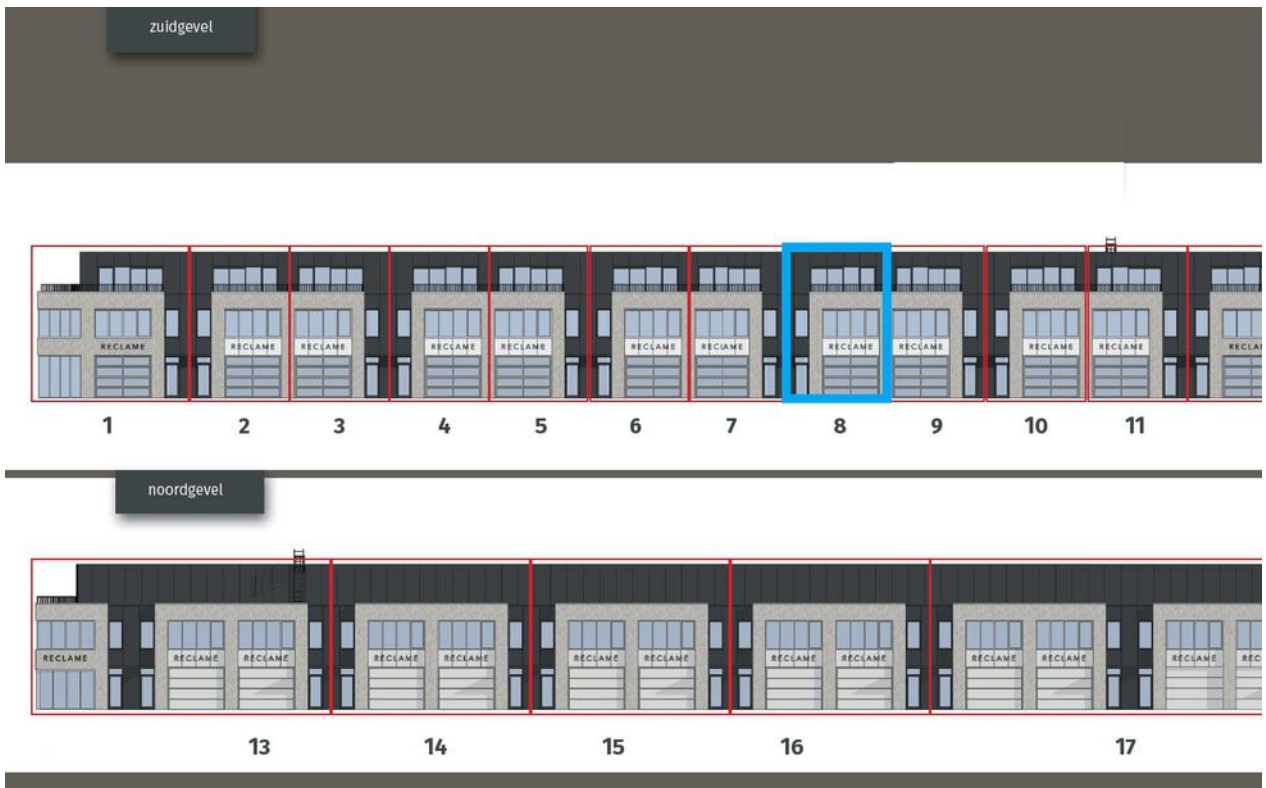 zuidgevel
RECLAME RECLAME RECLAME RECLAME RECLAME RECLAME RECLAME RECLAME RECLAME RECLAME RECLAME
1 2 3 4 5 6 7 8 9 10 11
noordgevel
RECLAME RECLAME RECLAME RECLAME RECLAME RECLAME RECLAME RECLAME RECLAME RECLAME RECLAME RECLAME
13 14 15 16 17